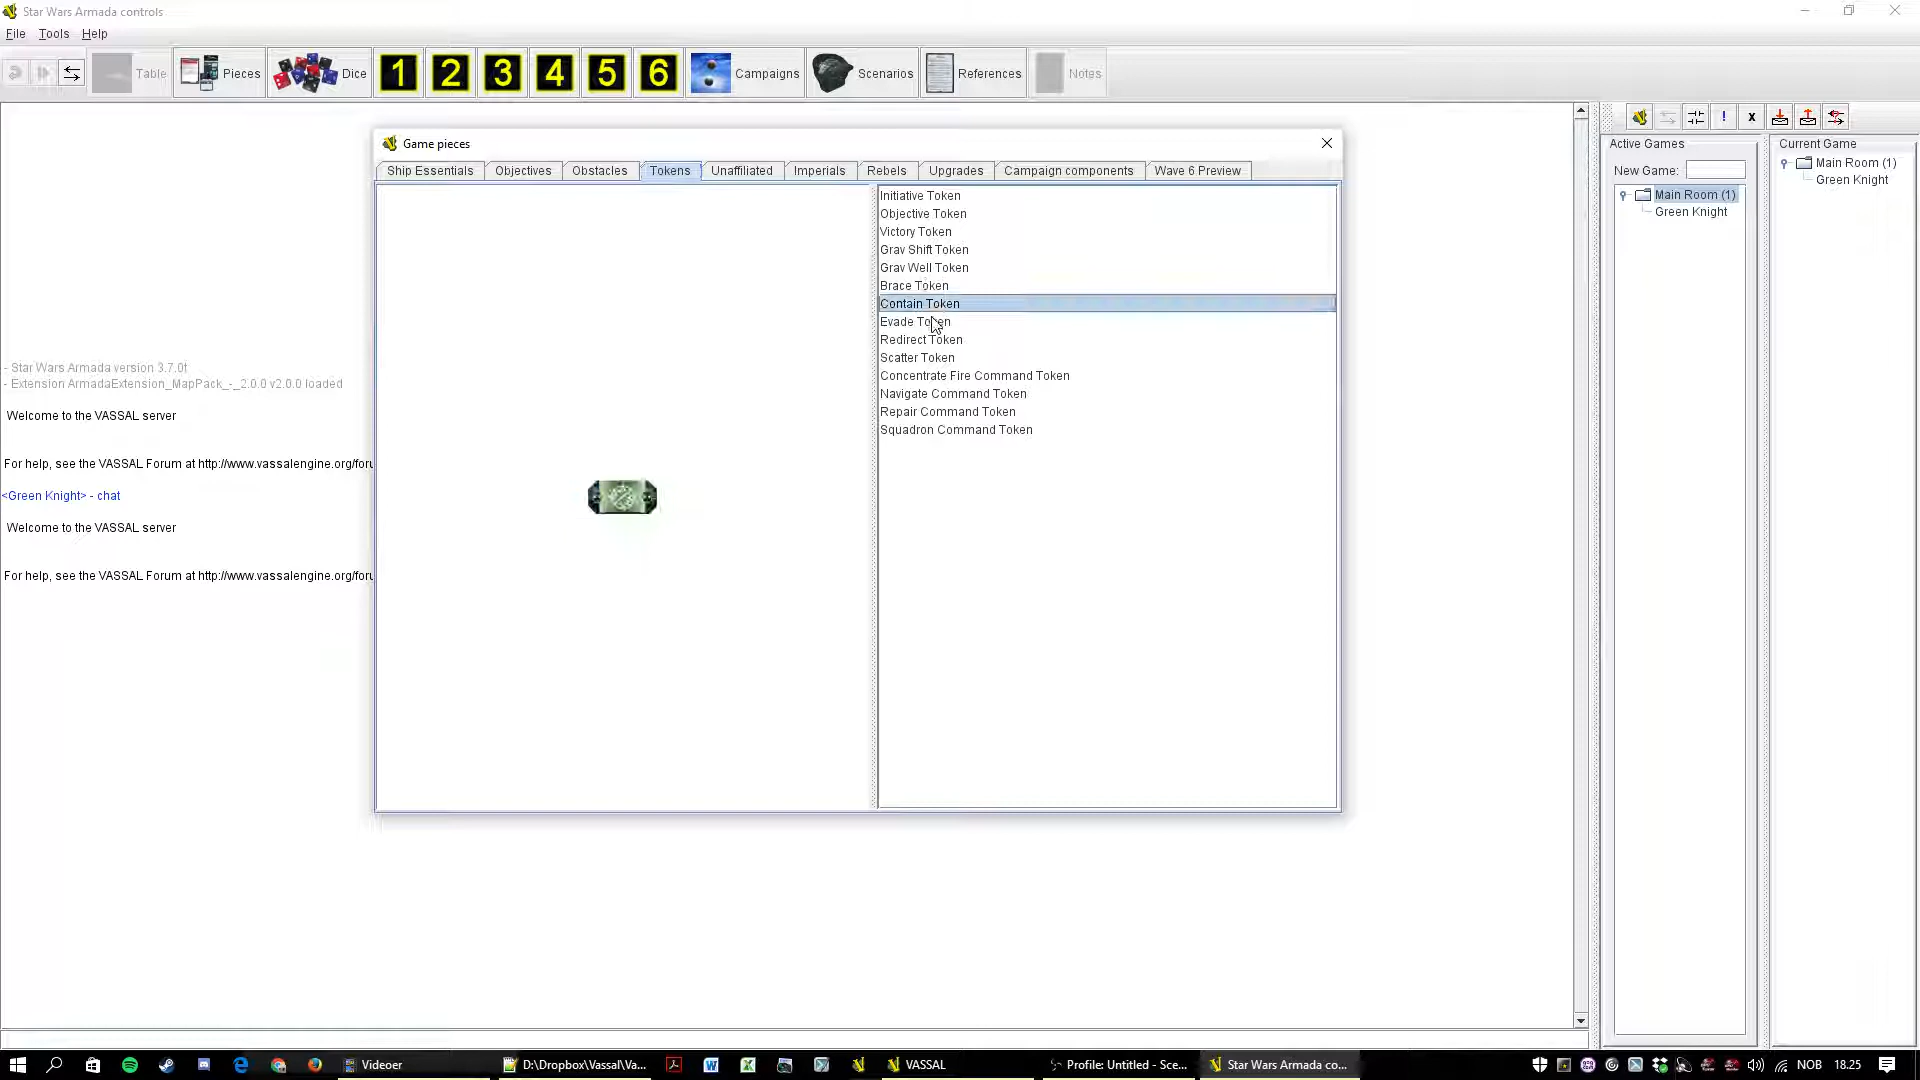 Star Wars Armada controls
File Tools Help
Table Pieces Dice 1 2 3 4 5 6 Campaigns Scenarios References Notes
Game pieces
Ship Essentials Objectives Obstacles Tokens Unaffiliated Imperials Rebels Upgrades Campaign components Wave 6 Preview
Initiative Token
Objective Token
Victory Token
Grav Shift Token
Grav Well Token
Brace Token
Contain Token
Evade Token
Redirect Token
Scatter Token
Concentrate Fire Command Token
Navigate Command Token
Repair Command Token
Squadron Command Token
- Star Wars Armada version 3.7.0f
- Extension ArmadaExtension_MapPack_-_2.0.0 v2.0.0 loaded
Welcome to the VASSAL server
For help, see the VASSAL Forum at http://www.vassalengine.org/foru
<Green Knight> - chat
Welcome to the VASSAL server
For help, see the VASSAL Forum at http://www.vassalengine.org/foru
! x
Active Games
New Game:
Main Room (1)
Green Knight
Current Game
Main Room (1)
Green Knight
Videoer D:\Dropbox\Vassal\Va... VASSAL Profile: Untitled - Sce... Star Wars Armada co... NOB 18.25